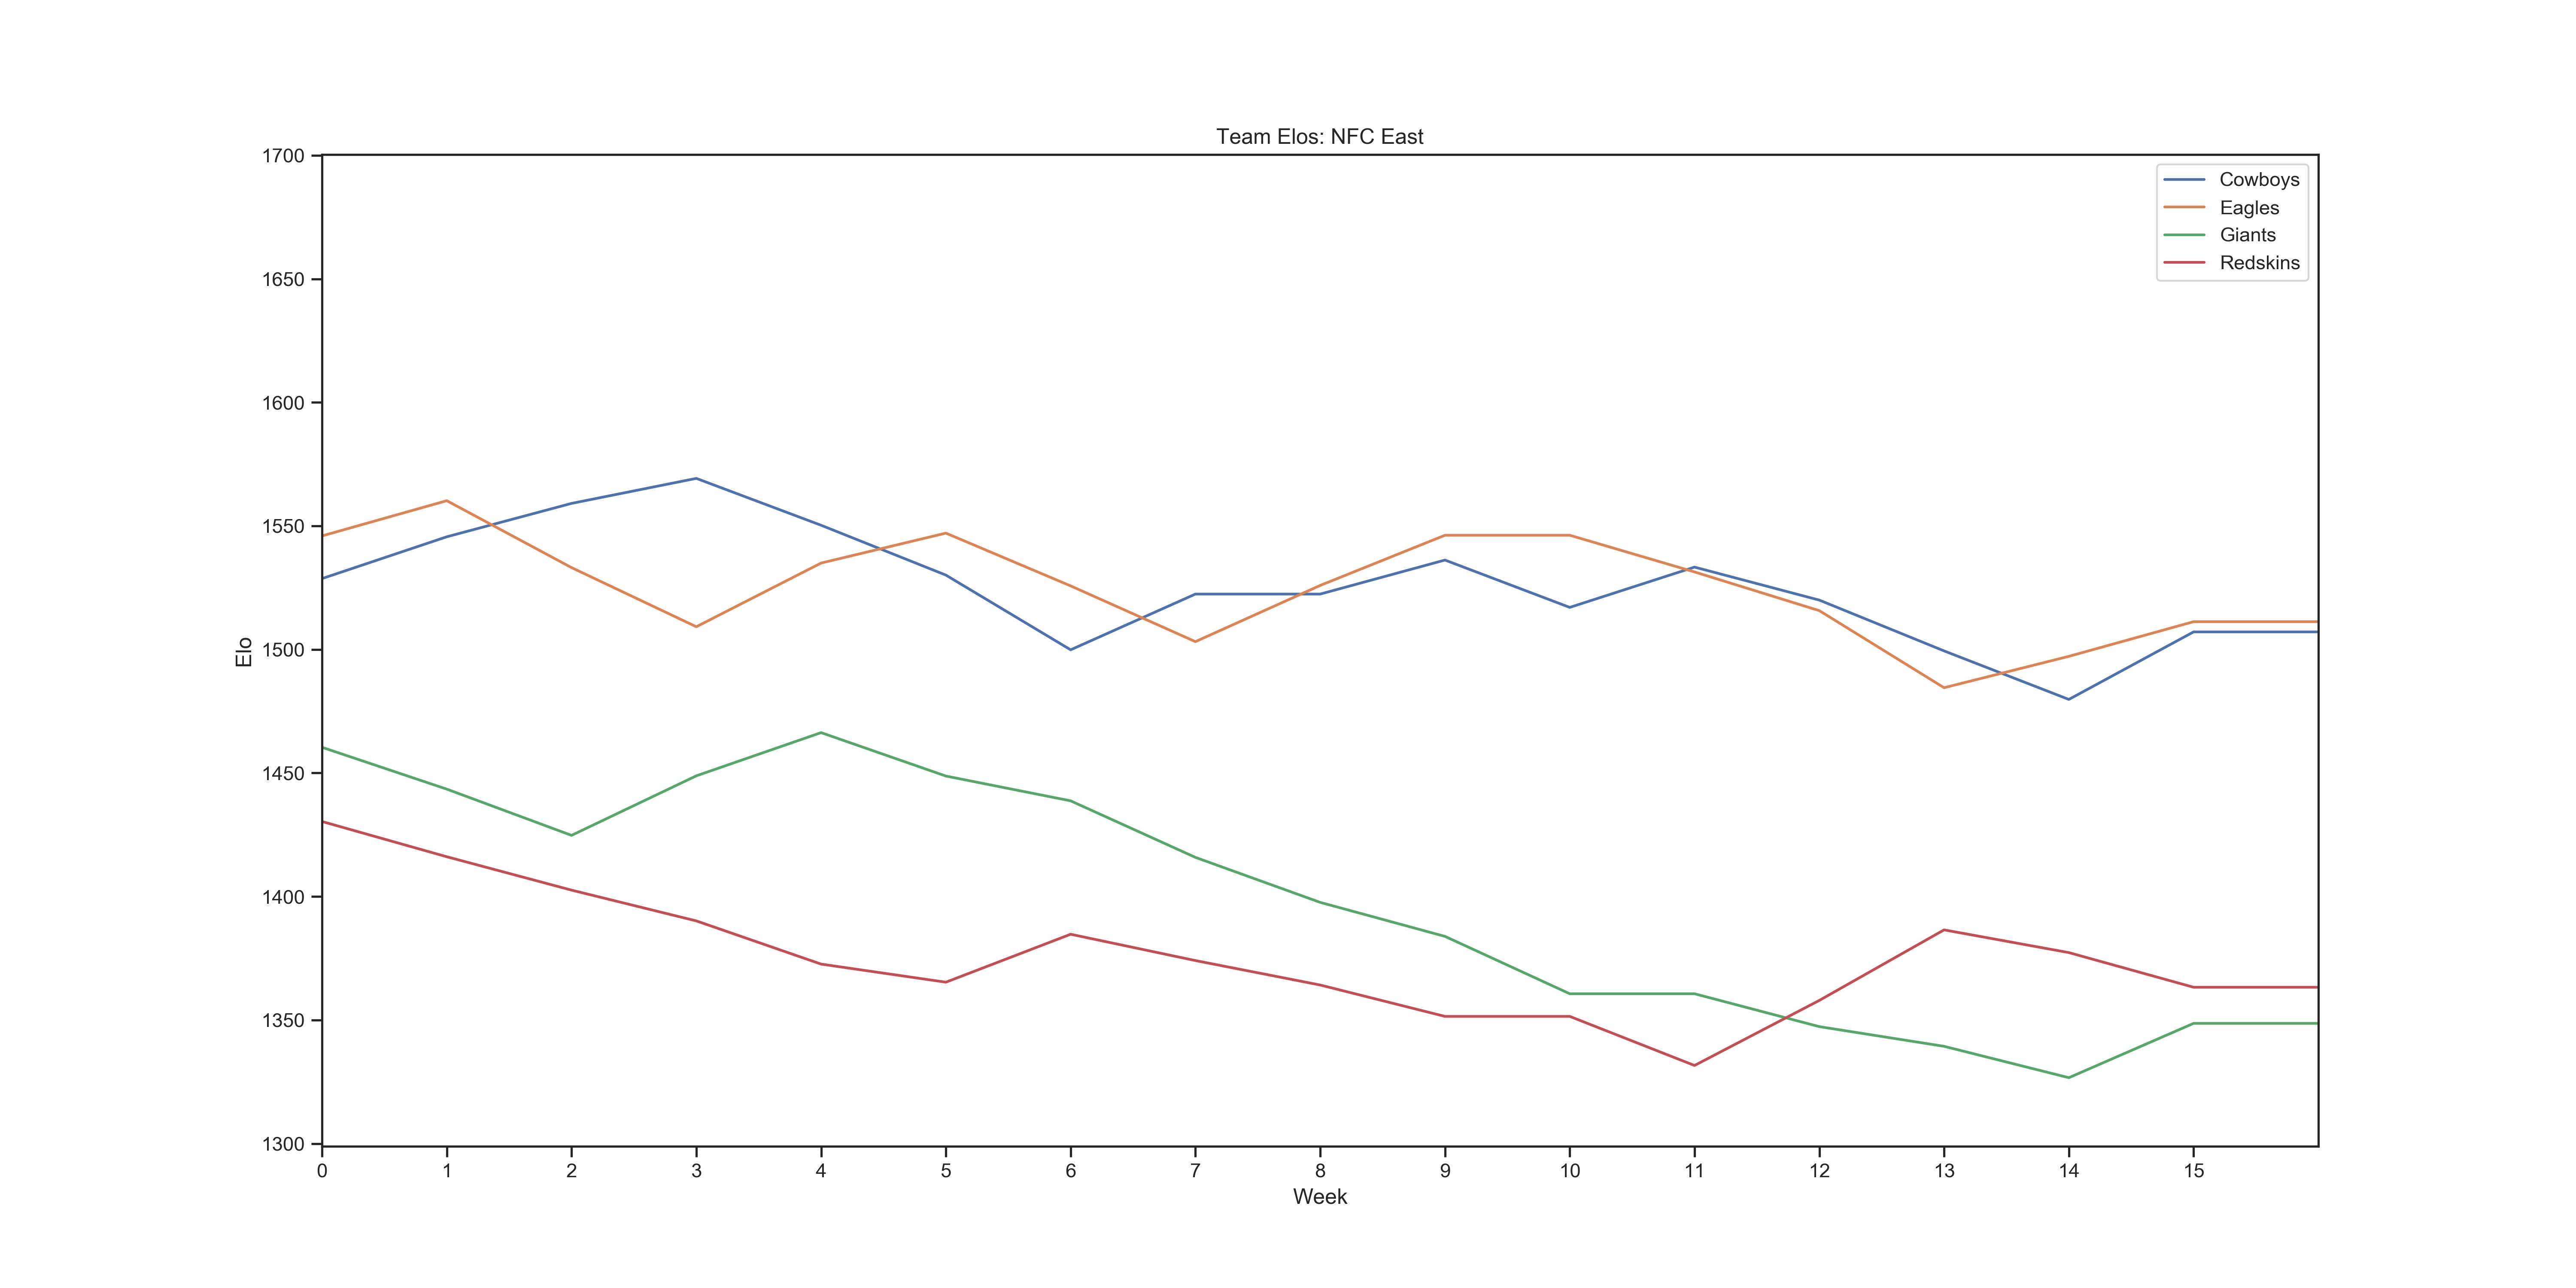 Team Elos: NFC East
1700
1650
1600
1550
1500
1450
1400
1350
1300
Elo
Cowboys
Eagles
Giants
Redskins
0 1 2 3 4 5 6 7 8 9 10 11 12 13 14 15
Week